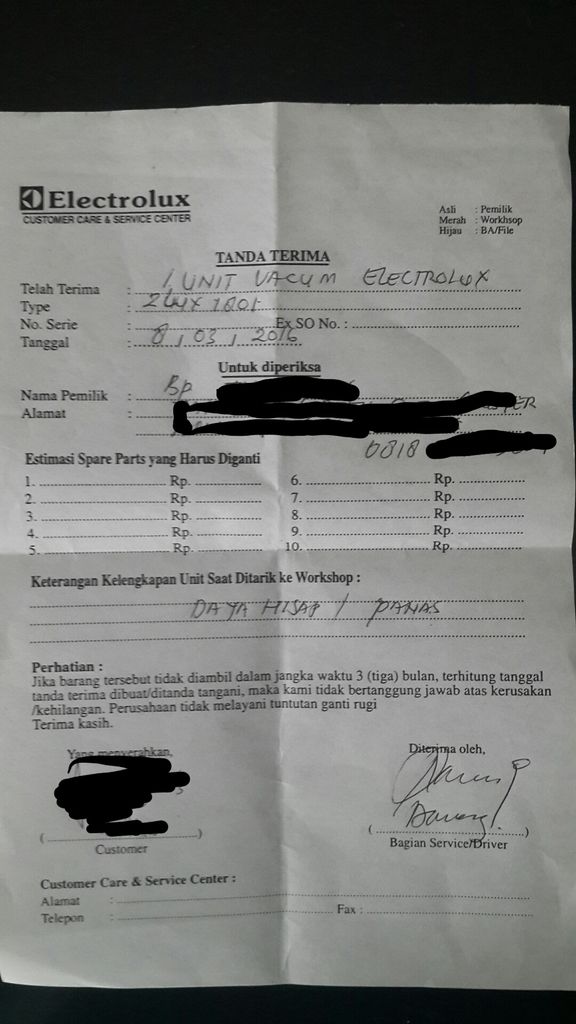 Electrolux
CUSTOMER CARE & SERVICE CENTER
Asli : Pemilik
Merah : Workhsop
Hijau : BA/File
TANDA TERIMA
Telah Terima : 1 UNIT VACUM ELECTROLUX
Type : ZLUX 1801
No. Serie : Ex SO No. :
Tanggal : 8, 03, 2016
Untuk diperiksa
Nama Pemilik : Bp
Alamat :
0818
Estimasi Spare Parts yang Harus Diganti
1. Rp. 6. Rp.
2. Rp. 7. Rp.
3. Rp. 8. Rp.
4. Rp. 9. Rp.
5. Rp. 10. Rp.
Keterangan Kelengkapan Unit Saat Ditarik ke Workshop :
DAYA HISAP / PANAS
Perhatian :
Jika barang tersebut tidak diambil dalam jangka waktu 3 (tiga) bulan, terhitung tanggal
tanda terima dibuat/ditanda tangani, maka kami tidak bertanggung jawab atas kerusakan
/kehilangan. Perusahaan tidak melayani tuntutan ganti rugi
Terima kasih.
Yang menyerahkan, Diterima oleh,
( ) ( )
Customer Bagian Service/Driver
Customer Care & Service Center :
Alamat :
Telepon : Fax :